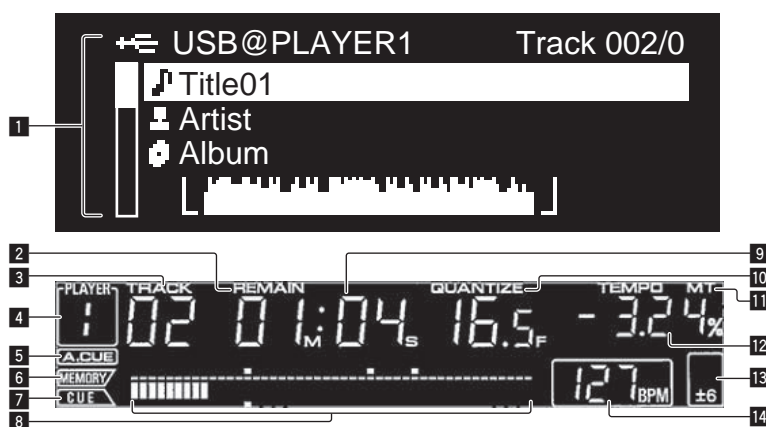 USB@PLAYER1 Track 002/0
Title01
Artist
Album
1
2
3
4
5
6
7
8
9
10
11
12
13
14
PLAYER TRACK REMAIN QUANTIZE TEMPO MT
1 02 01:M 04s 16.5F -3.24%
A.CUE
MEMORY
CUE
127 BPM ±6